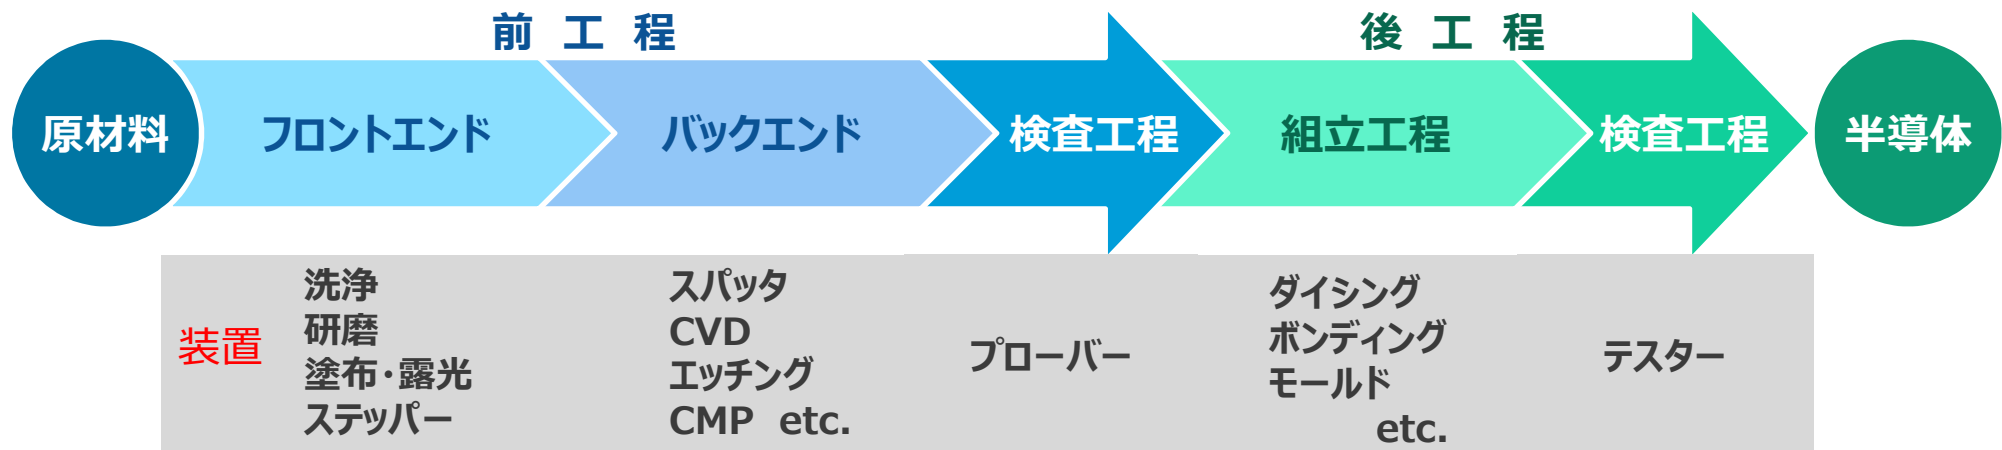 前 工 程
後 工 程
原材料
フロントエンド
バックエンド
検査工程
組立工程
検査工程
半導体
装置
洗浄
研磨
塗布・露光
ステッパー
スパッタ
CVD
エッチング
CMP etc.
プローバー
ダイシング
ボンディング
モールド
etc.
テスター